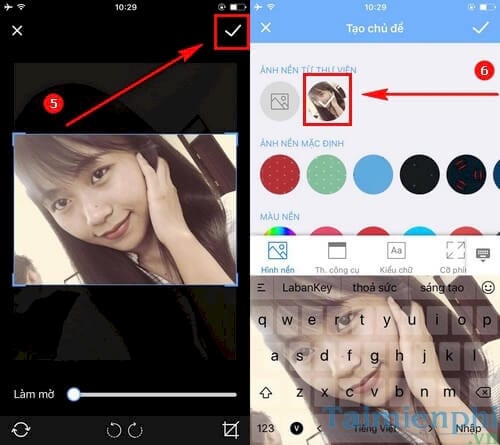 10:29
5
Làm mờ
10:29
Tạo chủ đề
ẢNH NỀN TỪ THƯ VIỆN
6
ẢNH NỀN MẶC ĐỊNH
MÀU NỀN
Hình nền Th. công cụ Kiểu chữ Cỡ phí
LabanKey thoả sức sáng tạo
q w e r t y u i o p
a s d f g h j k l
z x c v b n m
123 V Tiếng Việt Nhập
Taimienphi